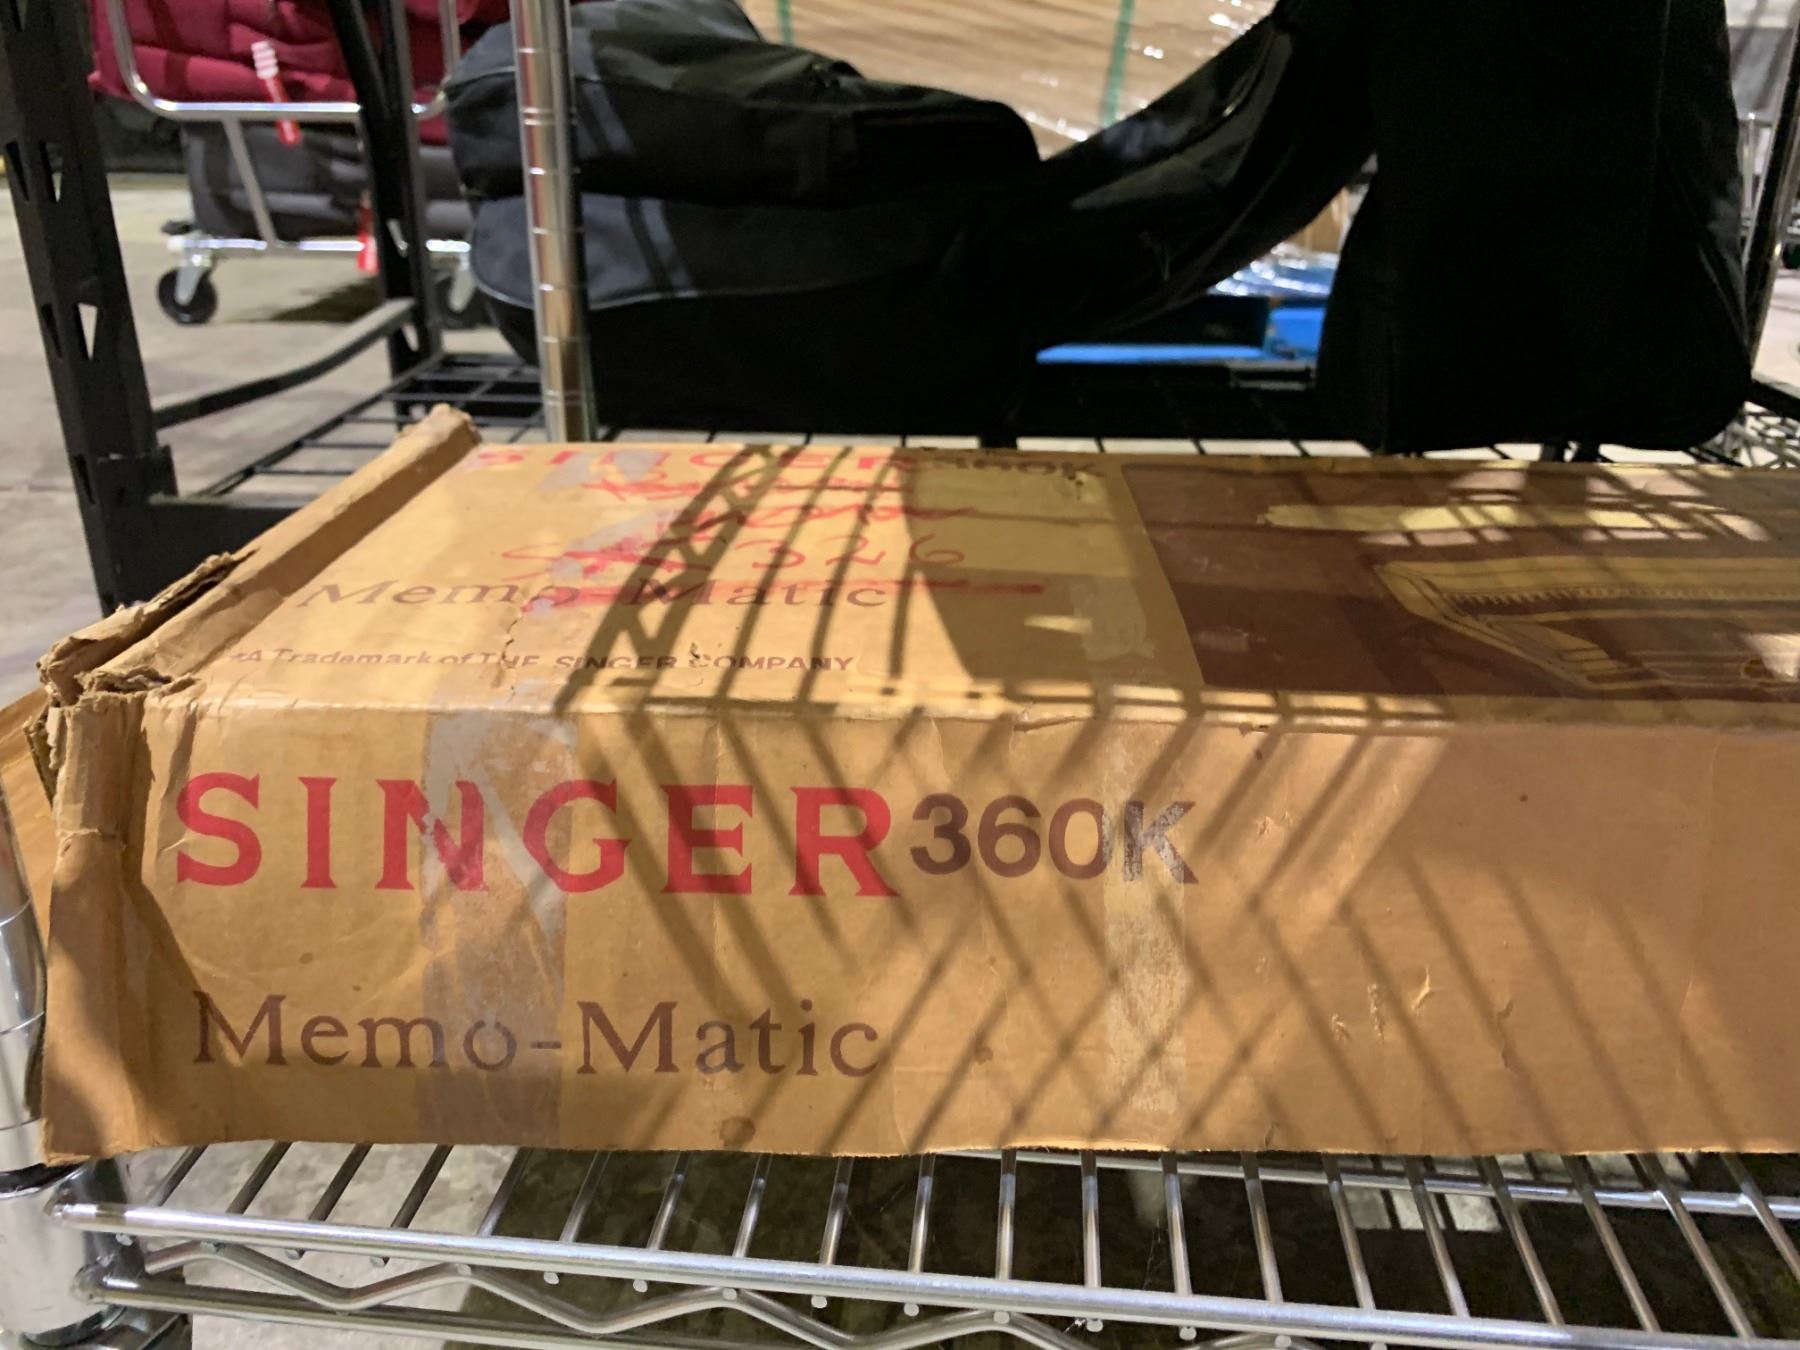 SINGER 360K
326
Memo-Matic
*A Trademark of THE SINGER COMPANY
SINGER 360K
Memo-Matic